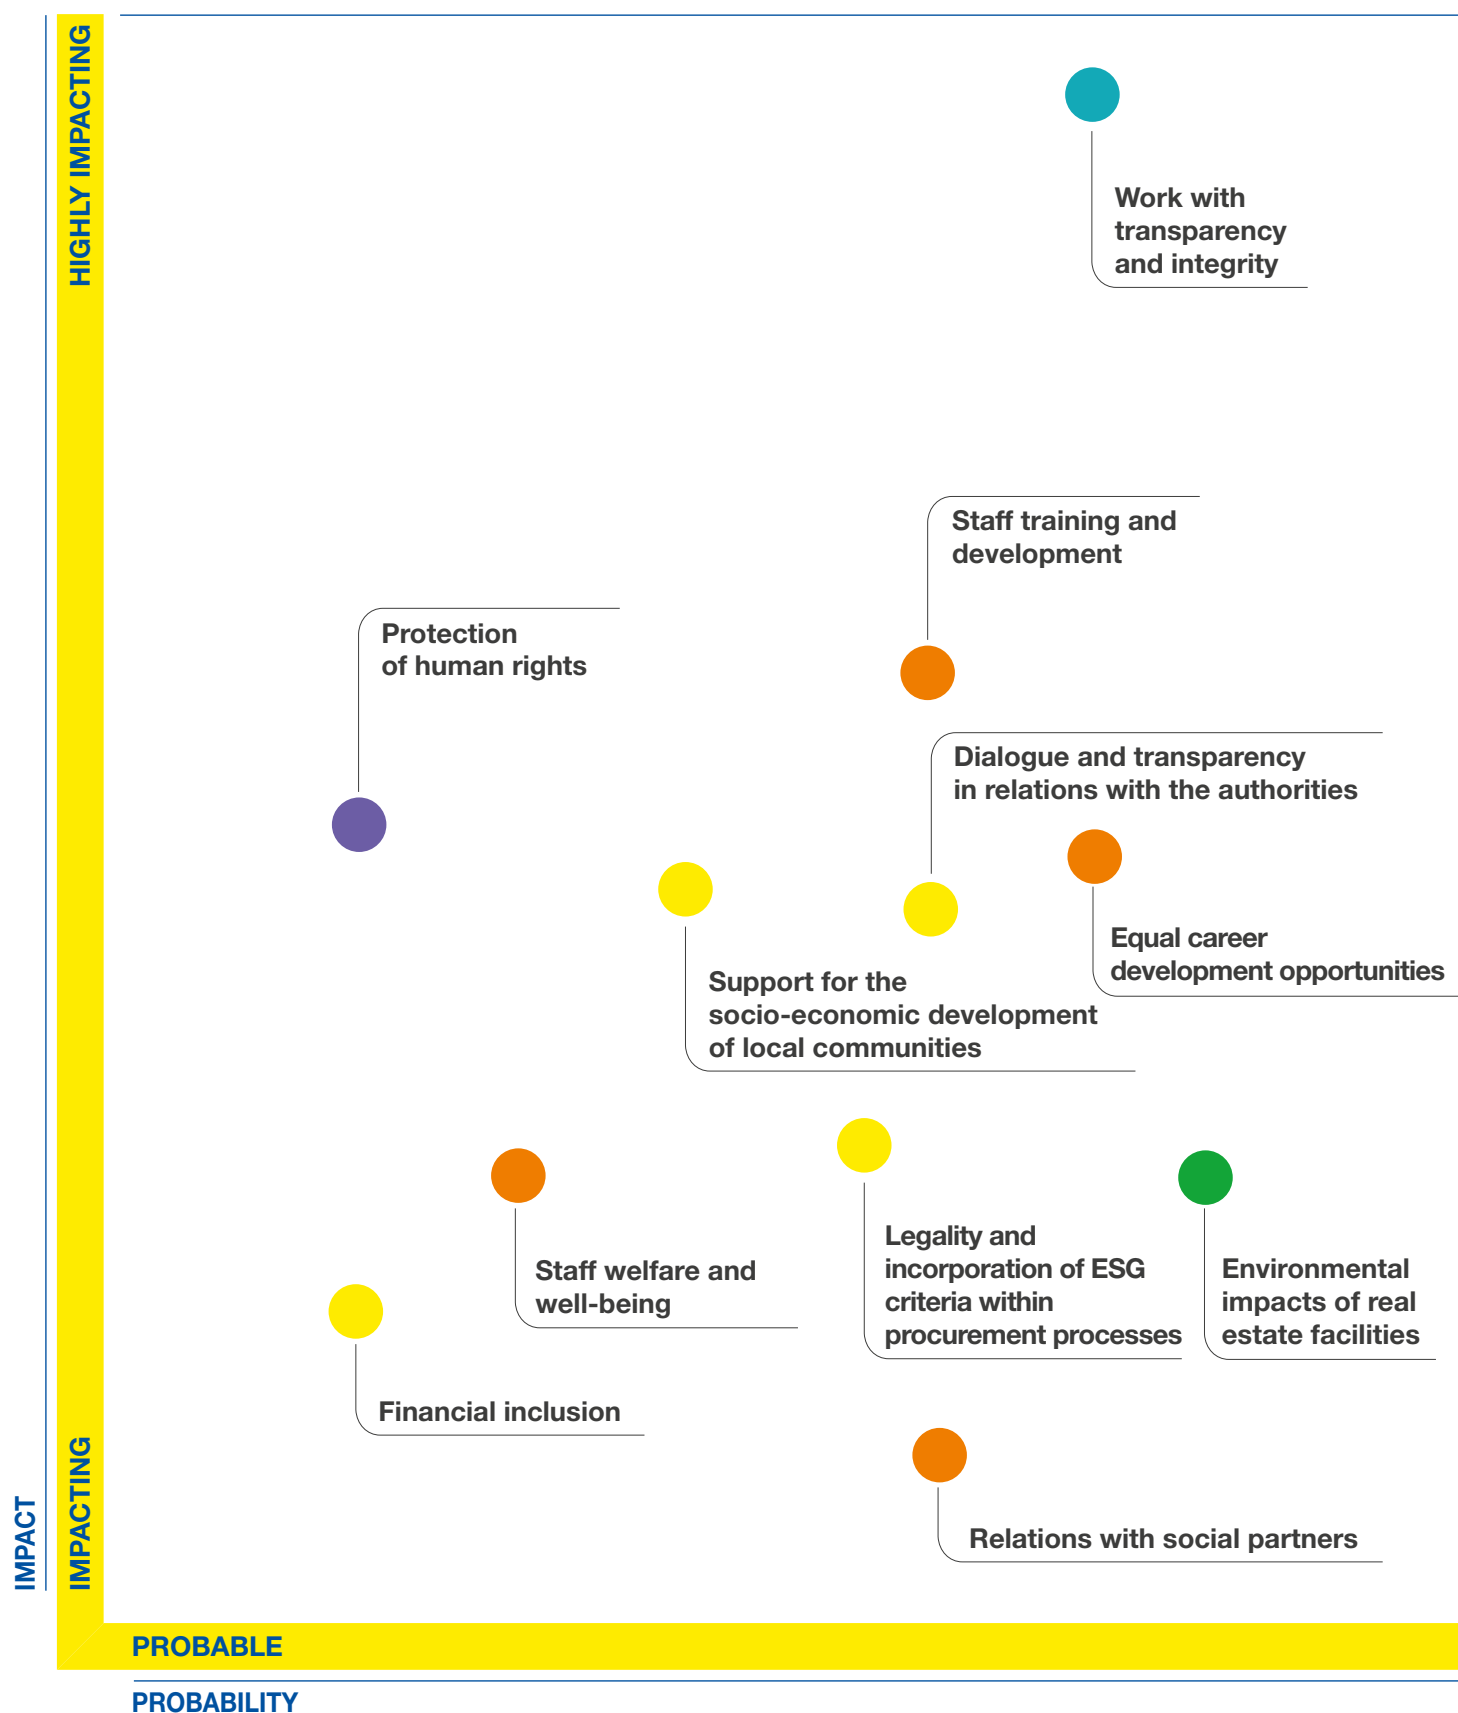 HIGHLY IMPACTING
Work with
transparency
and integrity
Staff training and
development
Protection
of human rights
Dialogue and transparency
in relations with the authorities
Equal career
development opportunities
Support for the
socio-economic development
of local communities
Legality and
incorporation of ESG
criteria within
procurement processes
Staff welfare and
well-being
Environmental
impacts of real
estate facilities
Financial inclusion
Relations with social partners
IMPACTING
IMPACT
PROBABLE
PROBABILITY